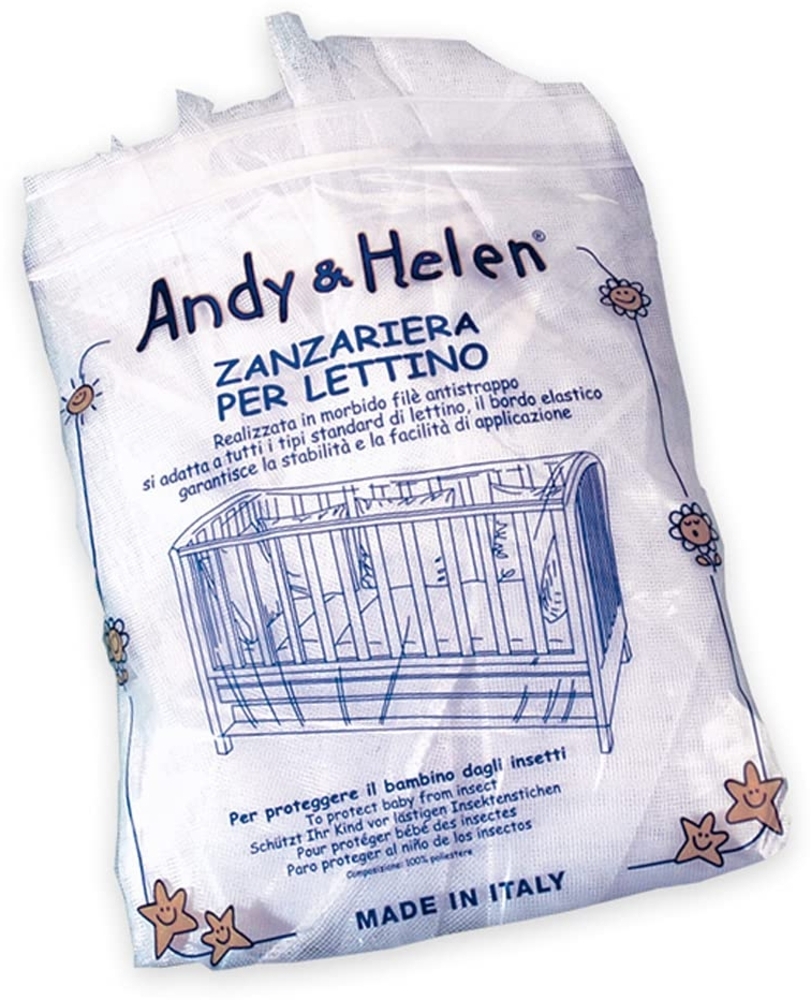 Andy & Helen®
ZANZARIERA
PER LETTINO
Realizzata in morbido filè antistrappo
si adatta a tutti i tipi standard di lettino, il bordo elastico
garantisce la stabilità e la facilità di applicazione
Per proteggere il bambino dagli insetti
To protect baby from insect
Schützt Ihr Kind vor lästigen Insektenstichen
Pour protéger bébé des insectes
Paro proteger al niño de los insectos
Composizione: 100% poliestere
MADE IN ITALY